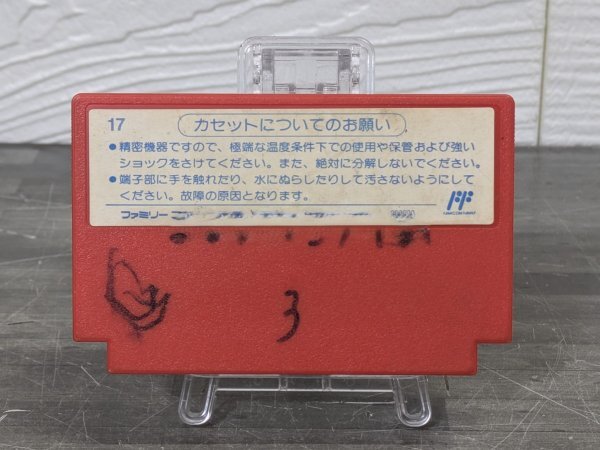 17
カセットについてのお願い
●精密機器ですので、極端な温度条件下での使用や保管および強い
ショックをさけてください。また、絶対に分解しないでください。
●端子部に手を触れたり、水にぬらしたりして汚さないようにして
ください。故障の原因となります。
ファミリー
3